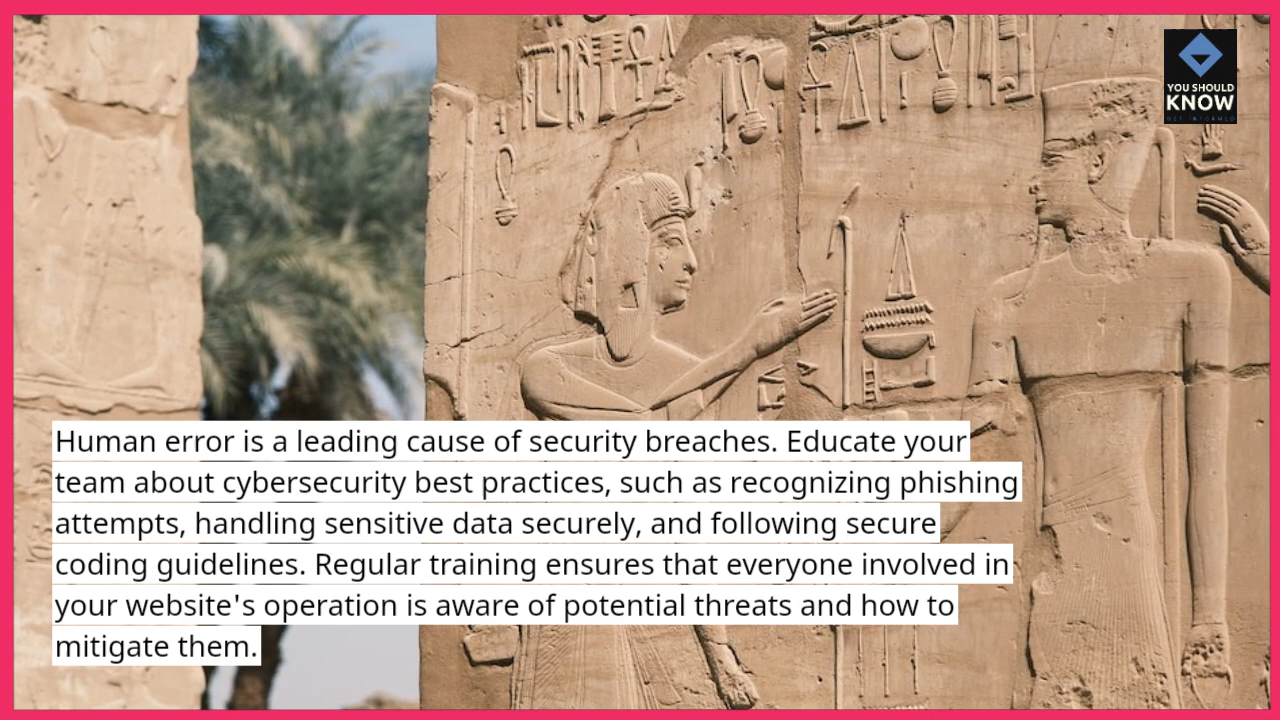 YOU SHOULD
KNOW
GET INFORMED
Human error is a leading cause of security breaches. Educate your
team about cybersecurity best practices, such as recognizing phishing
attempts, handling sensitive data securely, and following secure
coding guidelines. Regular training ensures that everyone involved in
your website's operation is aware of potential threats and how to
mitigate them.